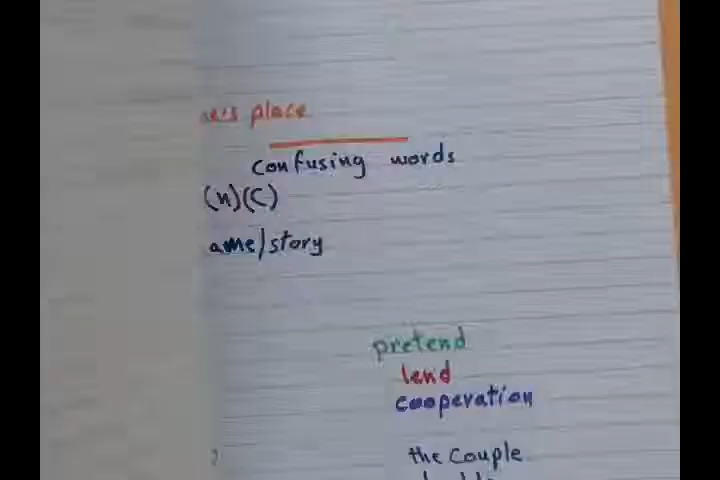 place
Confusing words
(n)(C)
ame/story
pretend
lend
cooperation
the Couple